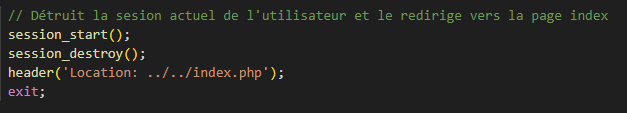 // Détruit la sesion actuel de l'utilisateur et le redirige vers la page index
session_start();
session_destroy();
header('Location: ../../index.php');
exit;